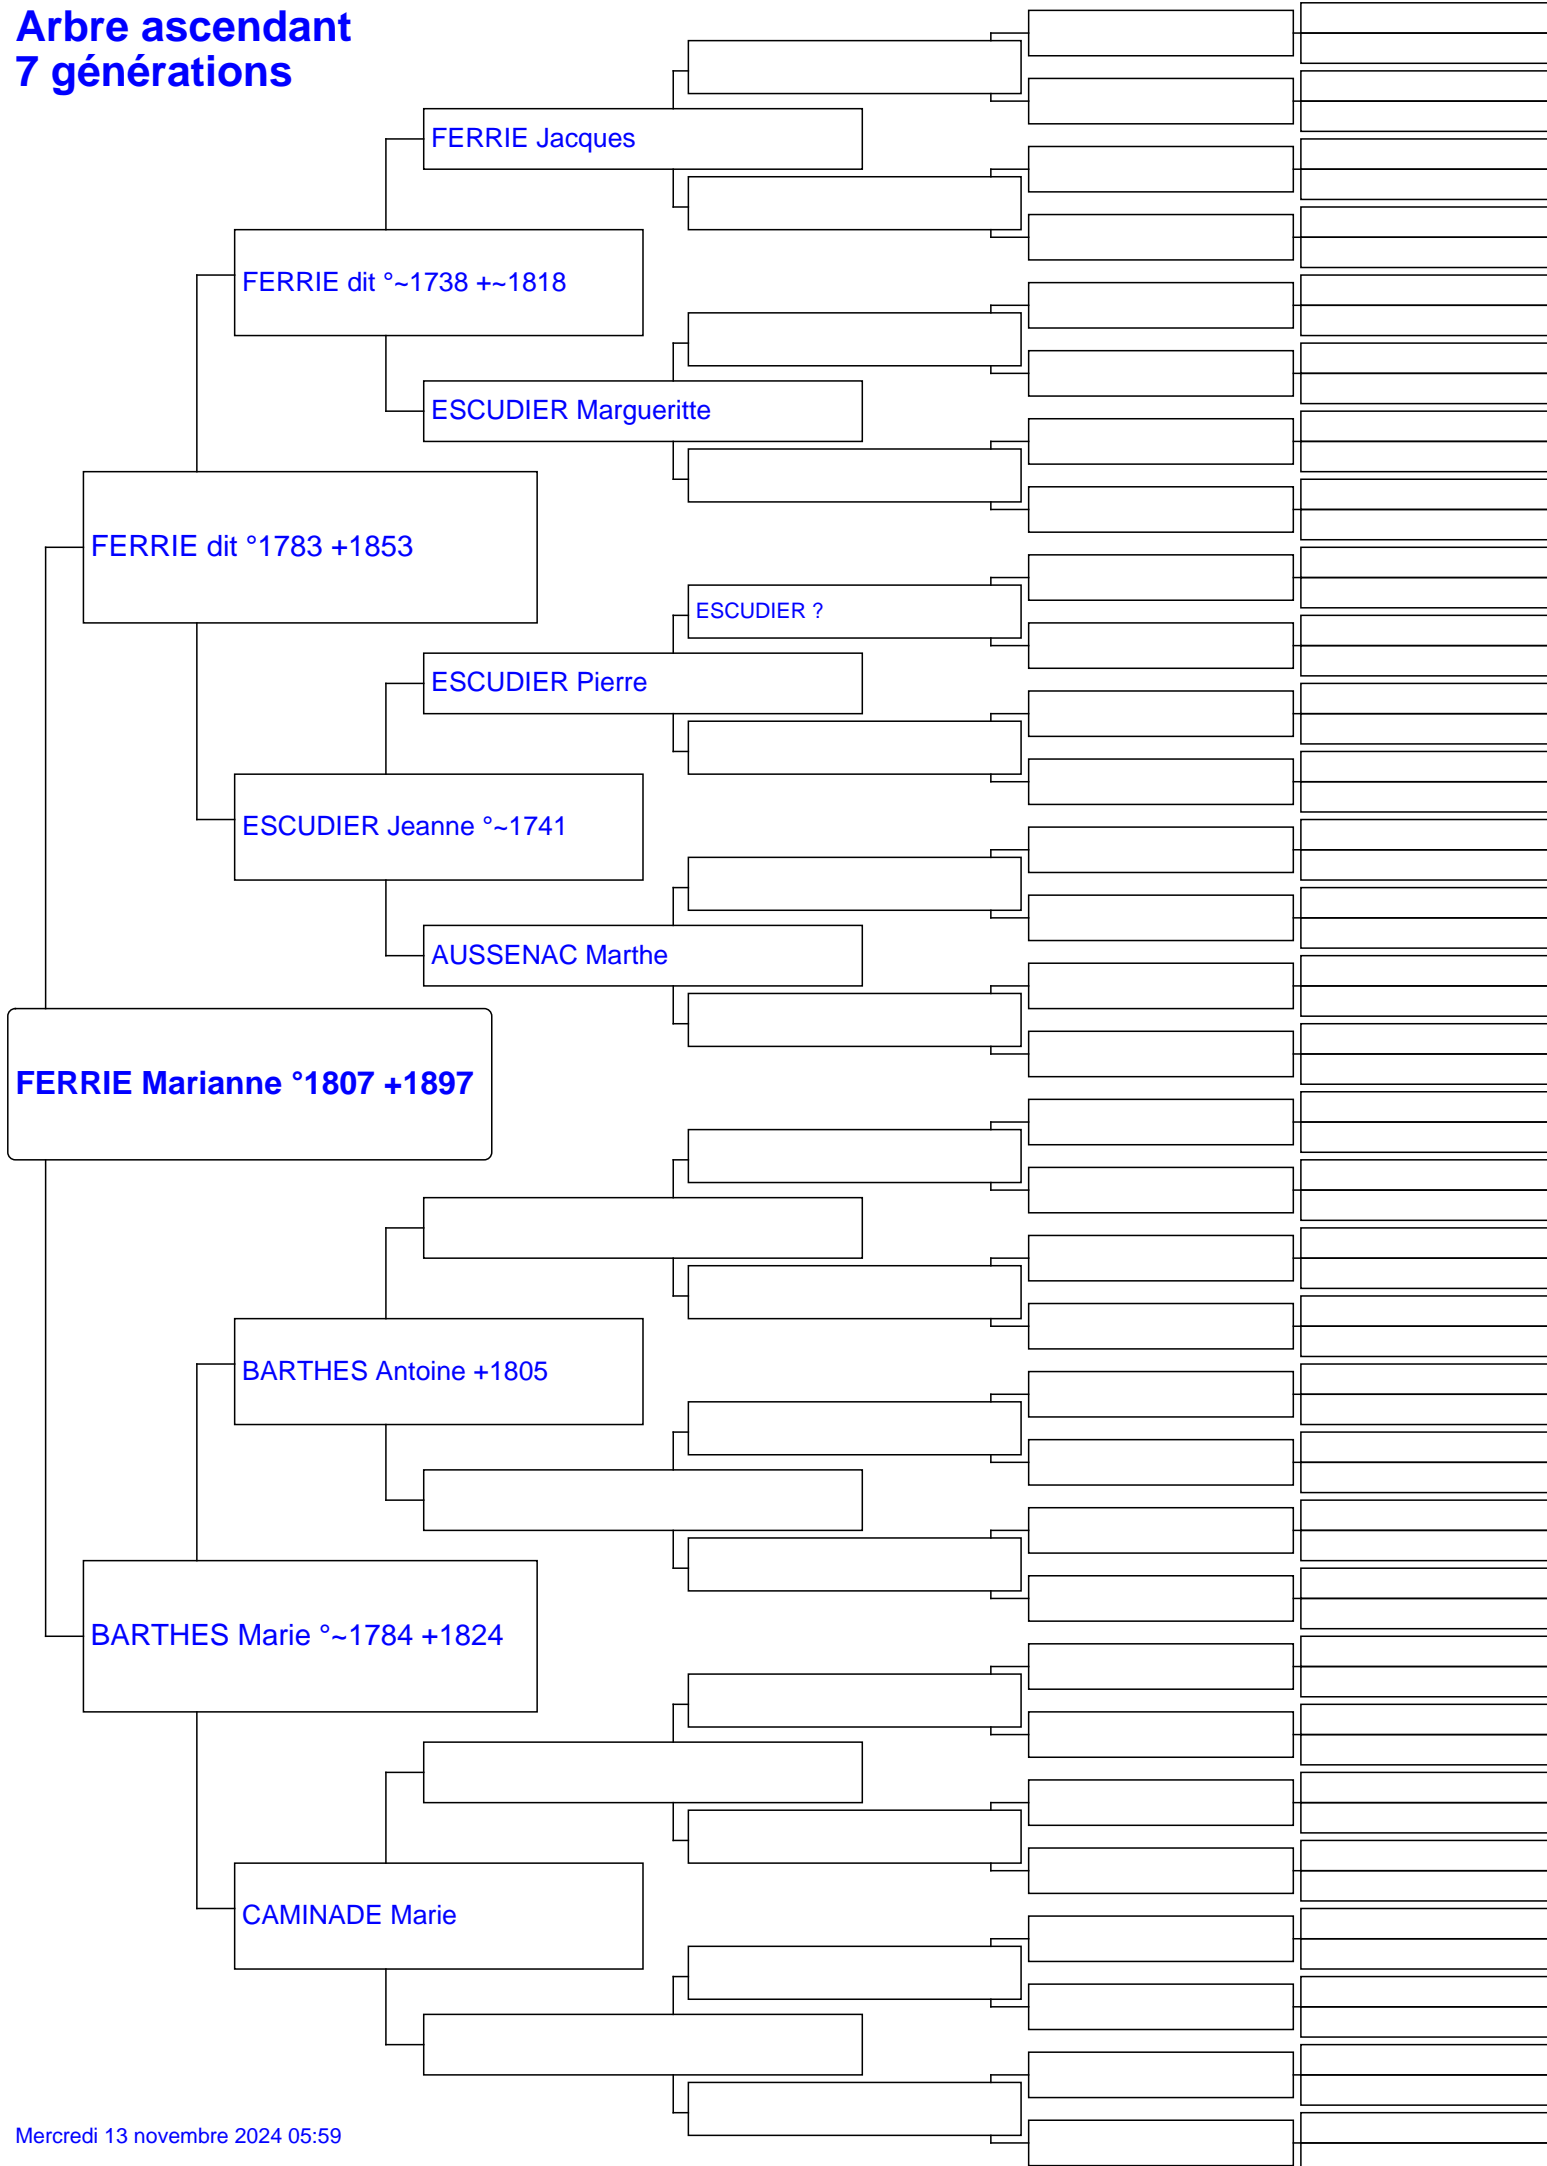 Arbre ascendant
7 générations
FERRIE Jacques
FERRIE dit °~1738 +~1818
ESCUDIER Margueritte
FERRIE dit °1783 +1853
ESCUDIER ?
ESCUDIER Pierre
ESCUDIER Jeanne °~1741
AUSSENAC Marthe
FERRIE Marianne °1807 +1897
BARTHES Antoine +1805
BARTHES Marie °~1784 +1824
CAMINADE Marie
Mercredi 13 novembre 2024 05:59